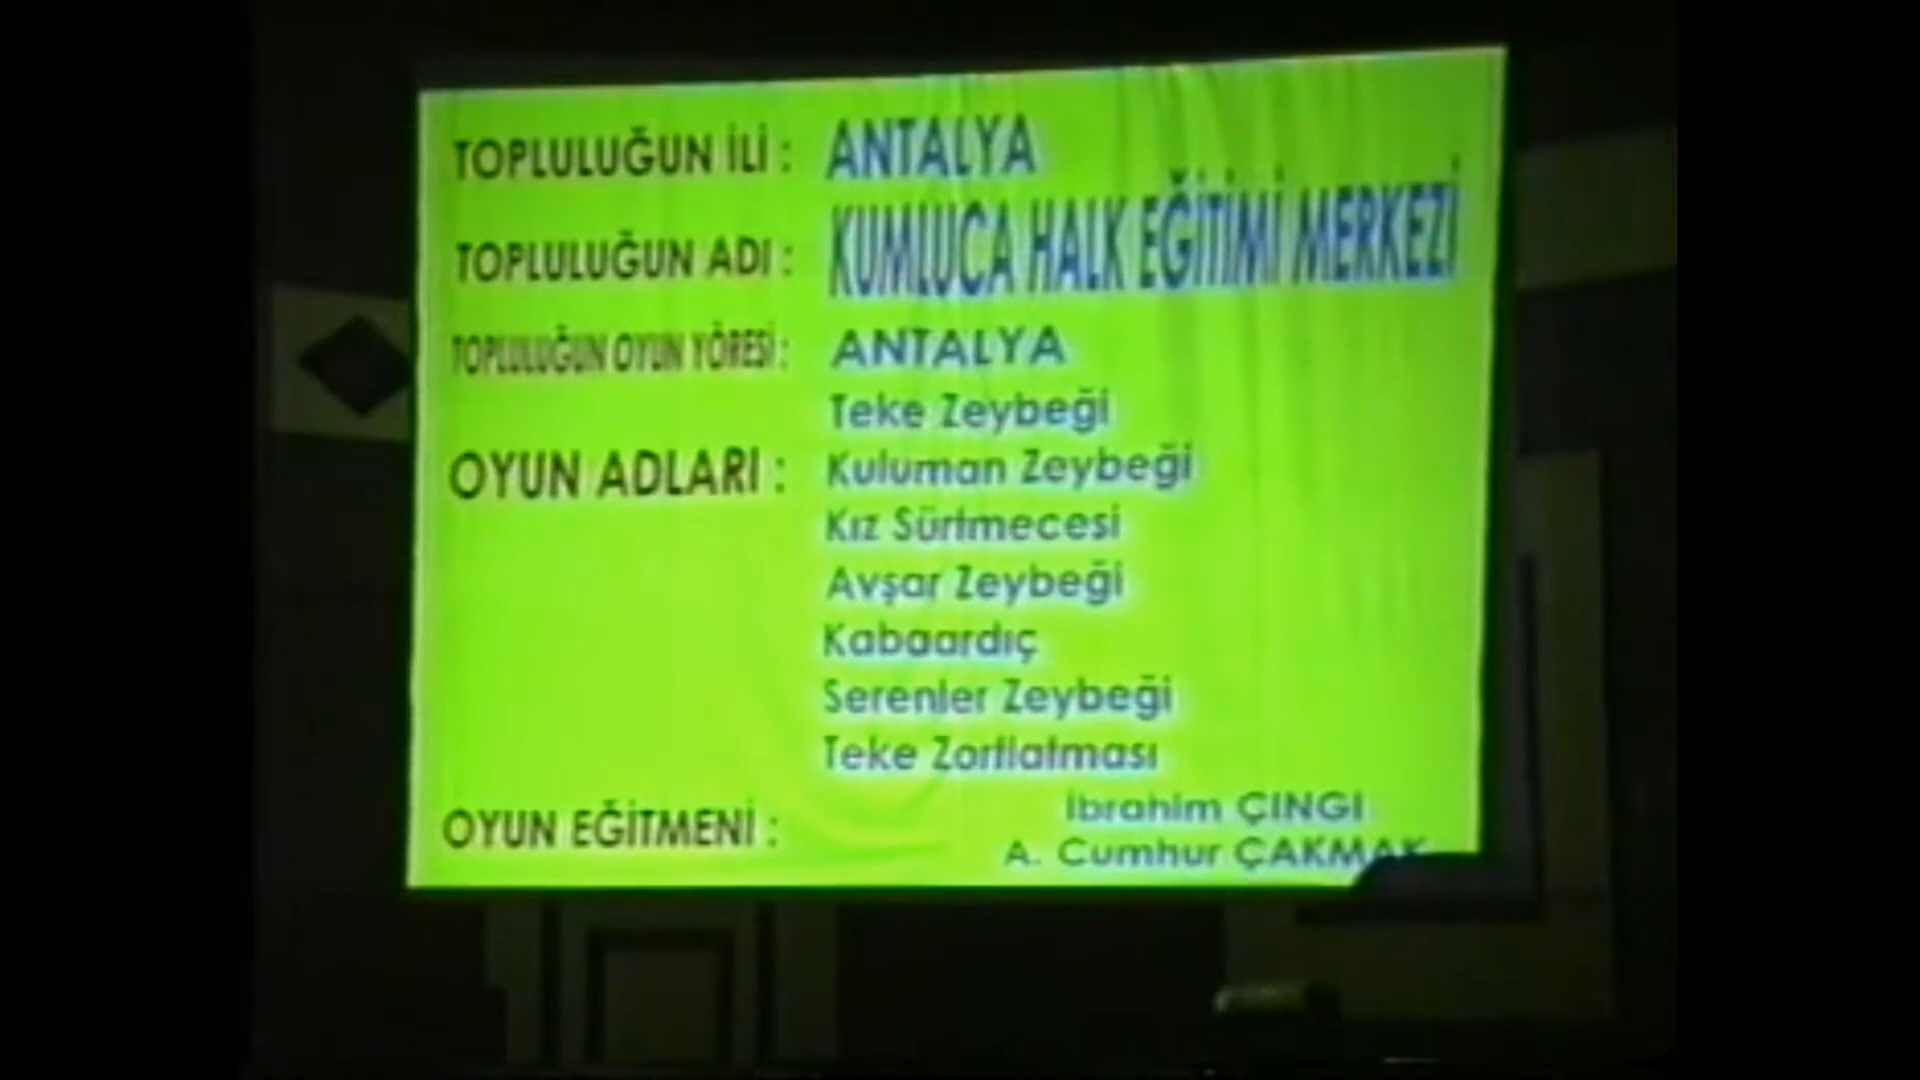 TOPLULUĞUN İLİ : ANTALYA
TOPLULUĞUN ADI : KUMLUCA HALK EĞİTİMİ MERKEZİ
TOPLULUĞUN OYUN YÖRESİ : ANTALYA
Teke Zeybeği
OYUN ADLARI : Kuluman Zeybeği
Kız Sürtmecesi
Avşar Zeybeği
Kabaardıç
Serenler Zeybeği
Teke Zortlatması
OYUN EĞİTMENİ : İbrahim ÇINGI
A. Cumhur ÇAKMAK